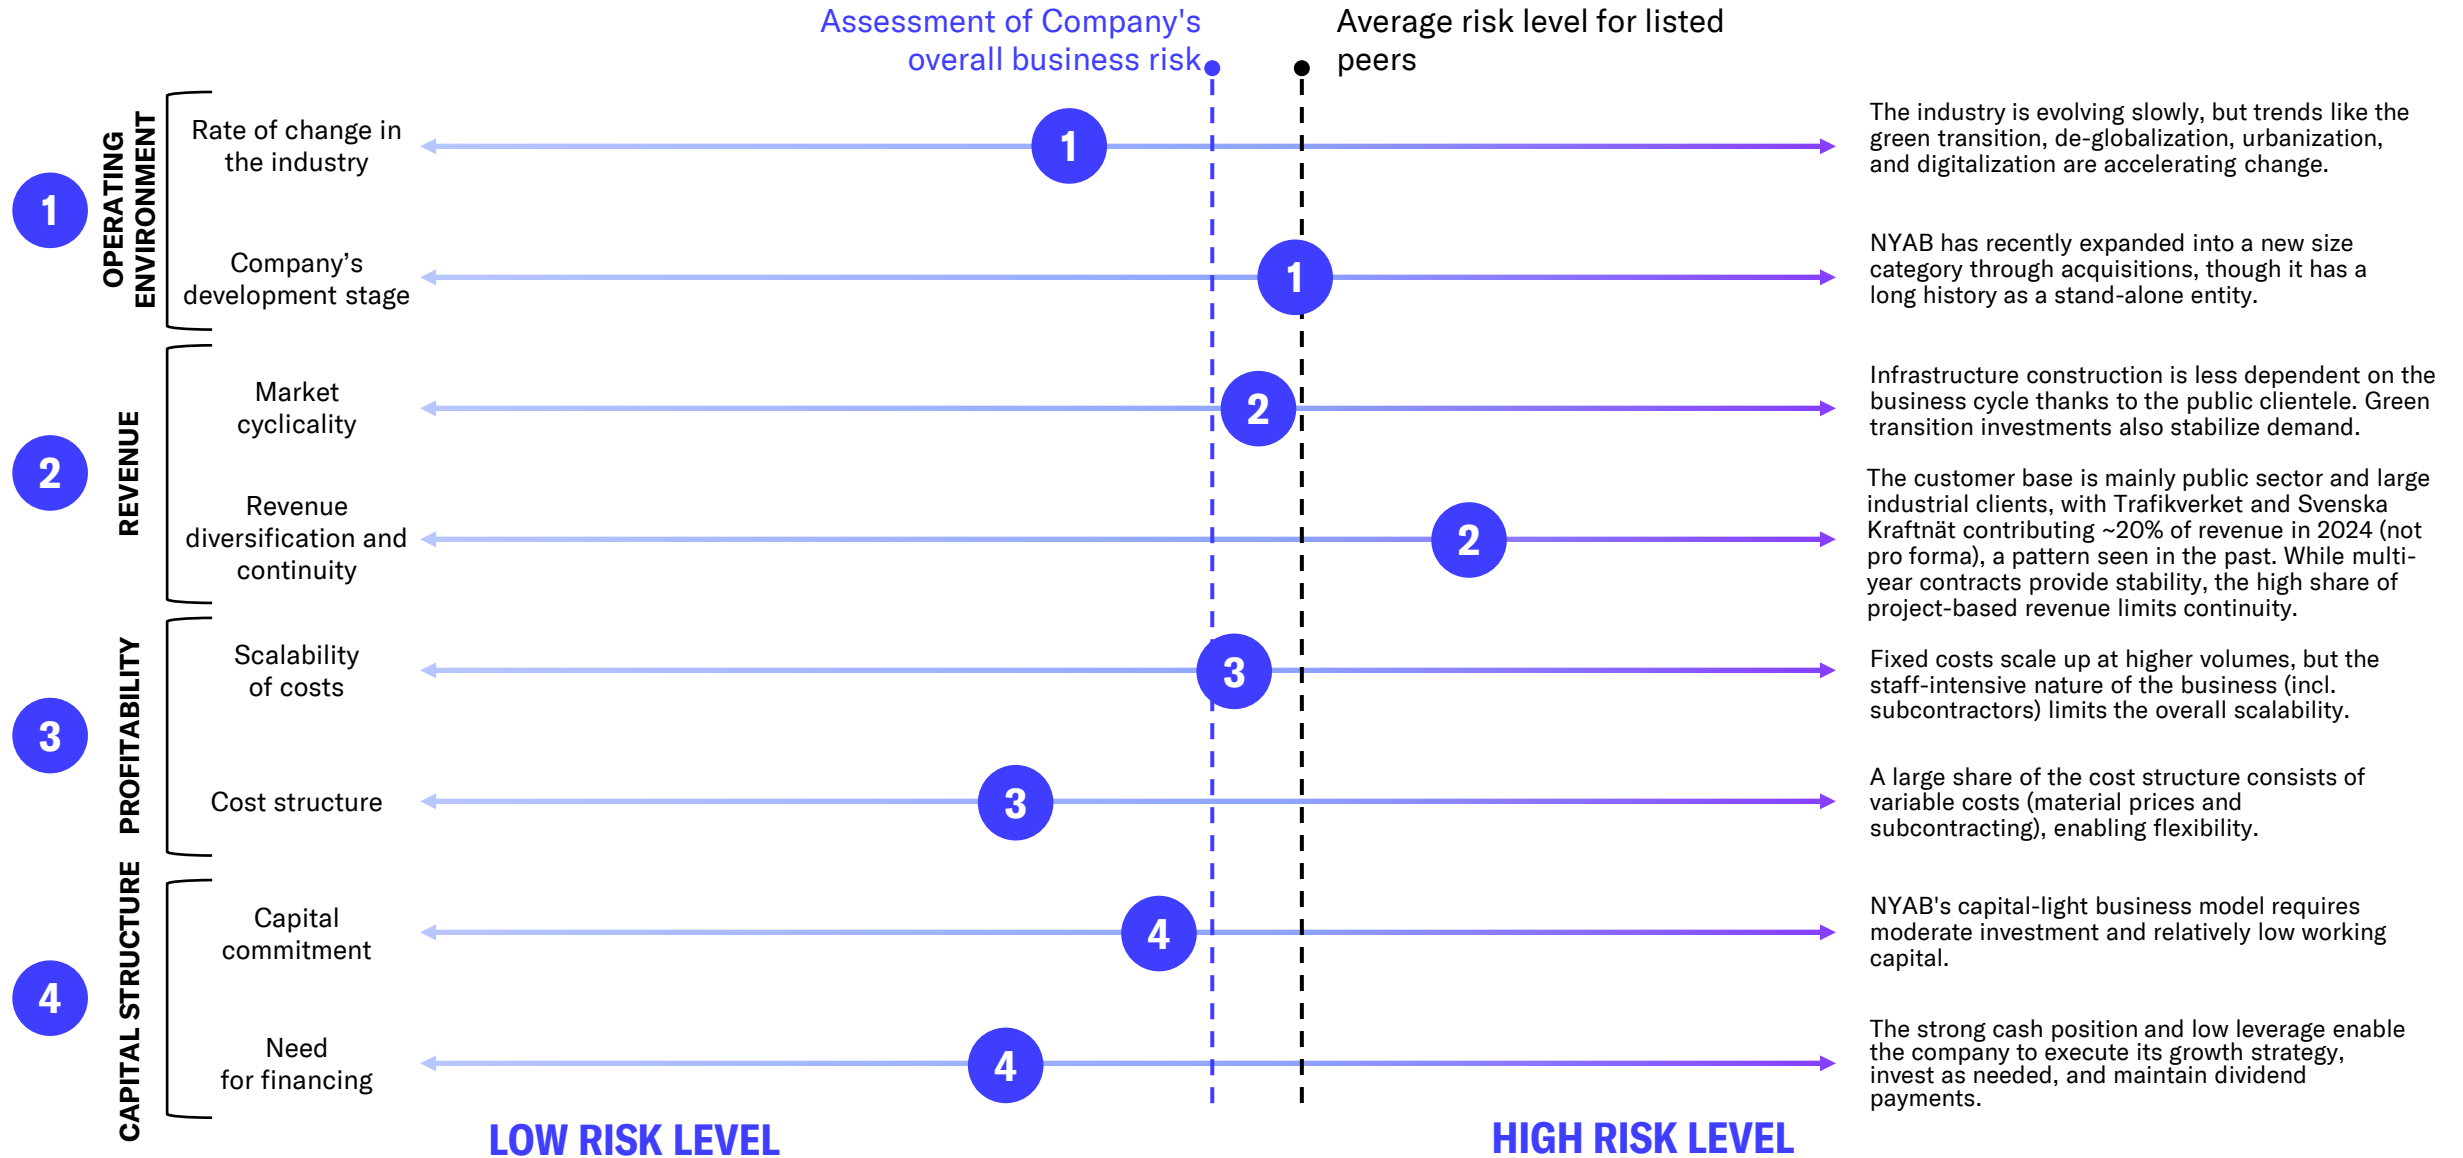 Assessment of Company's
overall business risk
Average risk level for listed
peers
1
OPERATING
ENVIRONMENT
Rate of change in
the industry
1
The industry is evolving slowly, but trends like the
green transition, de-globalization, urbanization,
and digitalization are accelerating change.
Company’s
development stage
1
NYAB has recently expanded into a new size
category through acquisitions, though it has a
long history as a stand-alone entity.
2
REVENUE
Market
cyclicality
2
Infrastructure construction is less dependent on the
business cycle thanks to the public clientele. Green
transition investments also stabilize demand.
Revenue
diversification and
continuity
2
The customer base is mainly public sector and large
industrial clients, with Trafikverket and Svenska
Kraftnät contributing ~20% of revenue in 2024 (not
pro forma), a pattern seen in the past. While multi-
year contracts provide stability, the high share of
project-based revenue limits continuity.
3
PROFITABILITY
Scalability
of costs
3
Fixed costs scale up at higher volumes, but the
staff-intensive nature of the business (incl.
subcontractors) limits the overall scalability.
Cost structure
3
A large share of the cost structure consists of
variable costs (material prices and
subcontracting), enabling flexibility.
4
CAPITAL STRUCTURE
Capital
commitment
4
NYAB's capital-light business model requires
moderate investment and relatively low working
capital.
Need
for financing
4
The strong cash position and low leverage enable
the company to execute its growth strategy,
invest as needed, and maintain dividend
payments.
LOW RISK LEVEL
HIGH RISK LEVEL